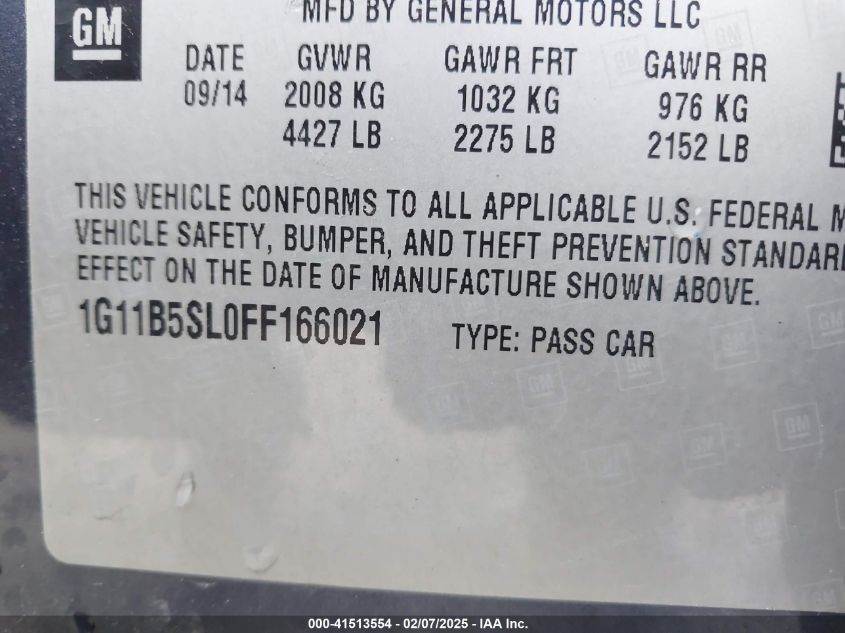 GM
MFD BY GENERAL MOTORS LLC
DATE GVWR GAWR FRT GAWR RR
09/14 2008 KG 1032 KG 976 KG
4427 LB 2275 LB 2152 LB
THIS VEHICLE CONFORMS TO ALL APPLICABLE U.S. FEDERAL M
VEHICLE SAFETY, BUMPER, AND THEFT PREVENTION STANDAR
EFFECT ON THE DATE OF MANUFACTURE SHOWN ABOVE.
1G11B5SL0FF166021 TYPE: PASS CAR
000-41513554 - 02/07/2025 - IAA Inc.